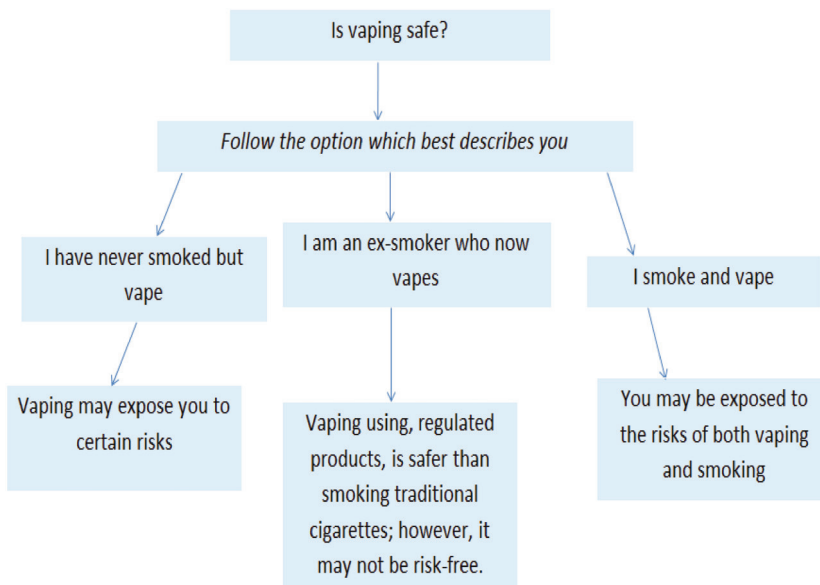 Is vaping safe?
Follow the option which best describes you
I have never smoked but
vape
I am an ex-smoker who now
vapes
I smoke and vape
Vaping may expose you to
certain risks
Vaping using, regulated
products, is safer than
smoking traditional
cigarettes; however, it
may not be risk-free.
You may be exposed to
the risks of both vaping
and smoking